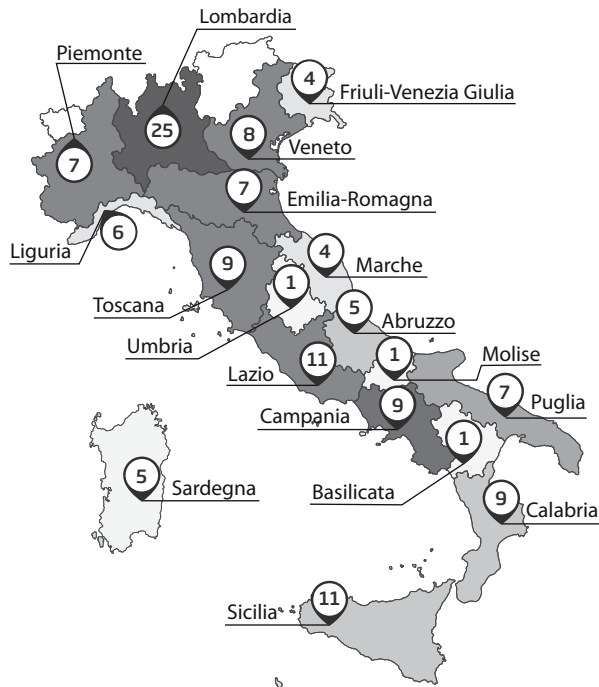 Lombardia
Piemonte
4
Friuli-Venezia Giulia
25
8
Veneto
7
7
Emilia-Romagna
6
Liguria
9
4
Marche
Toscana
1
5
Abruzzo
Umbria
11
1
Molise
Lazio
7
Puglia
9
Campania
1
5
Sardegna
Basilicata
9
Calabria
11
Sicilia